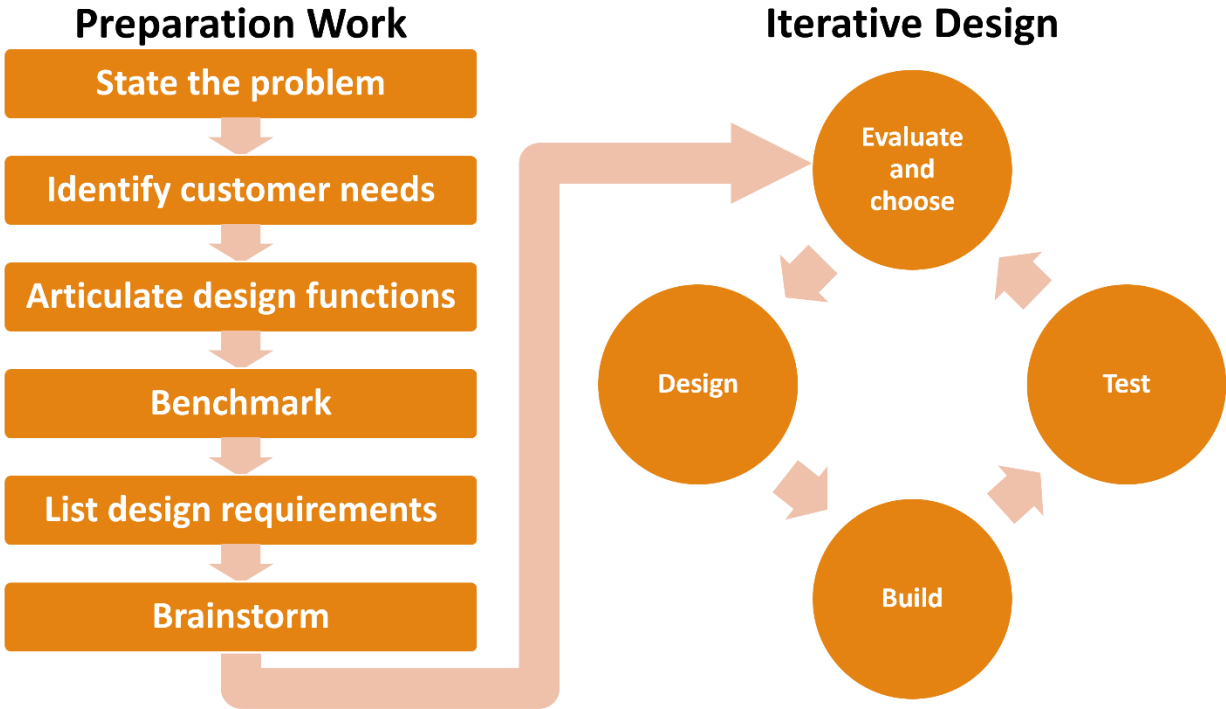 Preparation Work
State the problem
Identify customer needs
Articulate design functions
Benchmark
List design requirements
Brainstorm
Iterative Design
Evaluate
and
choose
Design
Build
Test